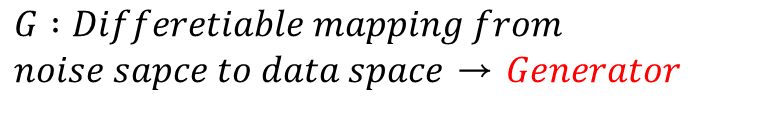 G : Differetiable mapping from
noise sapce to data space → Generator